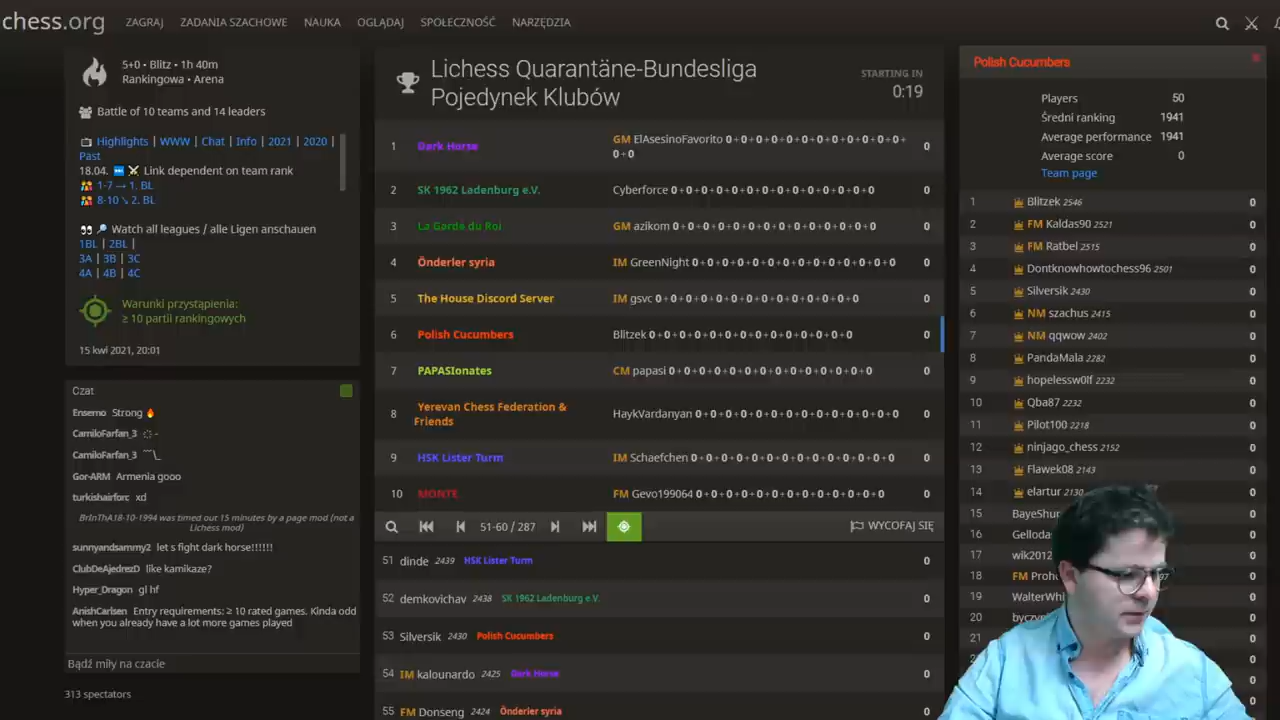 chess.org ZAGRAJ ZADANIA SZACHOWE NAUKA OGLĄDAJ SPOŁECZNOŚĆ NARZĘDZIA
5+0 • Blitz • 1h 40m
Rankingowa • Arena
Battle of 10 teams and 14 leaders
Highlights | WWW | Chat | Info | 2021 | 2020 |
Past
18.04. Link dependent on team rank
1-7 → 1. BL
8-10 ↘ 2. BL
Watch all leagues / alle Ligen anschauen
1BL | 2BL |
3A | 3B | 3C
4A | 4B | 4C
Warunki przystąpienia:
≥ 10 partii rankingowych
15 kwi 2021, 20:01
Czat
Ensemo Strong
CamiloFarfan_3
CamiloFarfan_3
Gor-ARM Armenia gooo
turkishairforc xd
BrInThA18-10-1994 was timed out 15 minutes by a page mod (not a
Lichess mod)
sunnyandsammy2 let s fight dark horse!!!!!!
ClubDeAjedrezD like kamikaze?
Hyper_Dragon gl hf
AnishCarlsen Entry requirements: ≥ 10 rated games. Kinda odd
when you already have a lot more games played
Bądź miły na czacie
313 spectators
Lichess Quarantäne-Bundesliga
Pojedynek Klubów
STARTING IN
0:19
1 Dark Horse GM ElAsesinoFavorito 0+0+0+0+0+0+0+0+0+0+0+0+
0+0 0
2 SK 1962 Ladenburg e.V. Cyberforce 0+0+0+0+0+0+0+0+0+0+0+0+0+0 0
3 La Garde du Roi GM azikom 0+0+0+0+0+0+0+0+0+0+0+0+0+0 0
4 Önderler syria IM GreenNight 0+0+0+0+0+0+0+0+0+0+0+0+0+0 0
5 The House Discord Server IM gsvc 0+0+0+0+0+0+0+0+0+0+0+0+0+0 0
6 Polish Cucumbers Blitzek 0+0+0+0+0+0+0+0+0+0+0+0+0+0 0
7 PAPASIonates CM papasi 0+0+0+0+0+0+0+0+0+0+0+0+0+0 0
8 Yerevan Chess Federation &
Friends HaykVardanyan 0+0+0+0+0+0+0+0+0+0+0+0+0+0 0
9 HSK Lister Turm IM Schaefchen 0+0+0+0+0+0+0+0+0+0+0+0+0+0 0
10 MONTE FM Gevo199064 0+0+0+0+0+0+0+0+0+0+0+0+0+0 0
51-60 / 287 WYCOFAJ SIĘ
51 dinde 2439 HSK Lister Turm 0
52 demkovichav 2438 SK 1962 Ladenburg e.V. 0
53 Silversik 2430 Polish Cucumbers 0
54 IM kalounardo 2425 Dark Horse 0
55 FM Donseng 2424 Önderler syria 0
Polish Cucumbers
Players 50
Średni ranking 1941
Average performance 1941
Average score 0
Team page
1 Blitzek 2546 0
2 FM Kaldas90 2521 0
3 FM Ratbel 2515 0
4 Dontknowhowtochess96 2501 0
5 Silversik 2430 0
6 NM szachus 2415 0
7 NM qqwow 2402 0
8 PandaMala 2282 0
9 hopelessw0lf 2232 0
10 Qba87 2232 0
11 Pilot100 2218 0
12 ninjago_chess 2152 0
13 Flawek08 2143 0
14 elartur 2130 0
15 BayeShur 0
16 Gelloda 0
17 wik2012 0
18 FM Proh 97 0
19 WalterWhi 0
20 byczy 0
21 0
0
0